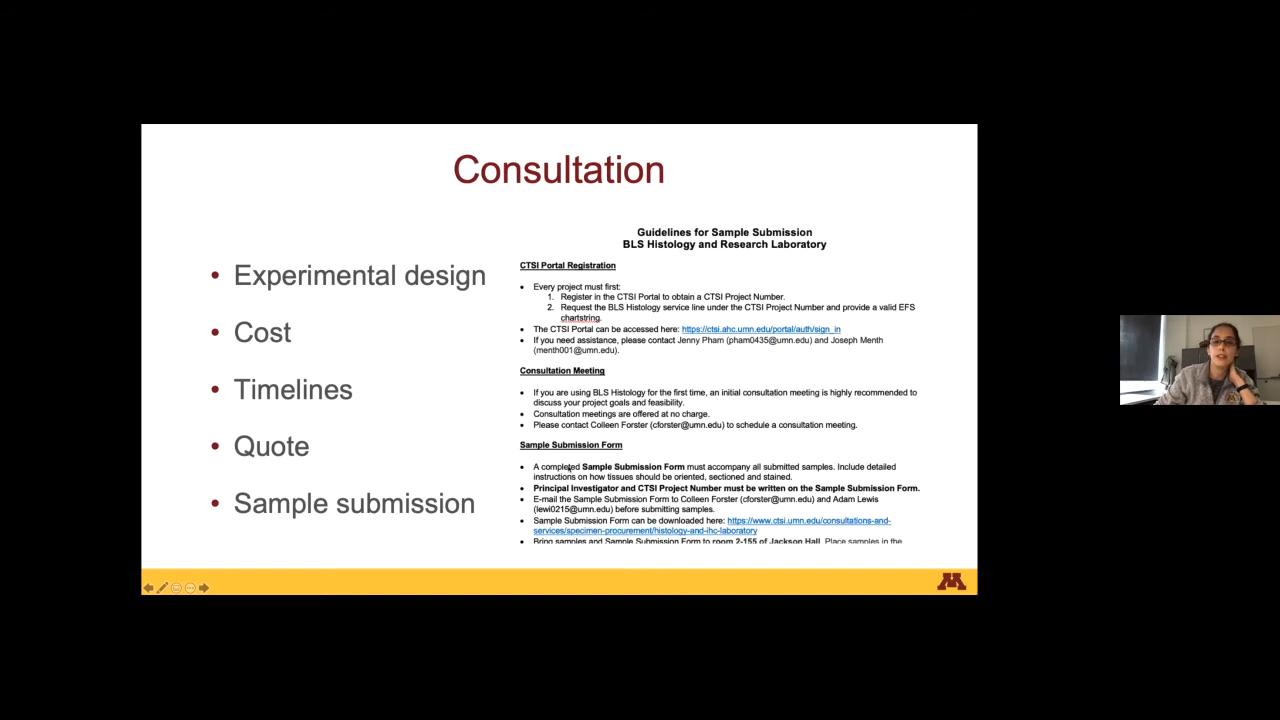 Consultation
• Experimental design
• Cost
• Timelines
• Quote
• Sample submission
Guidelines for Sample Submission
BLS Histology and Research Laboratory
CTSI Portal Registration
• Every project must first:
1. Register in the CTSI Portal to obtain a CTSI Project Number.
2. Request the BLS Histology service line under the CTSI Project Number and provide a valid EFS
chartstring.
• The CTSI Portal can be accessed here: https://ctsi.ahc.umn.edu/portal/auth/sign_in
• If you need assistance, please contact Jenny Pham (pham0435@umn.edu) and Joseph Menth
(menth001@umn.edu).
Consultation Meeting
• If you are using BLS Histology for the first time, an initial consultation meeting is highly recommended to
discuss your project goals and feasibility.
• Consultation meetings are offered at no charge.
• Please contact Colleen Forster (cforster@umn.edu) to schedule a consultation meeting.
Sample Submission Form
• A completed Sample Submission Form must accompany all submitted samples. Include detailed
instructions on how tissues should be oriented, sectioned and stained.
• Principal Investigator and CTSI Project Number must be written on the Sample Submission Form.
• E-mail the Sample Submission Form to Colleen Forster (cforster@umn.edu) and Adam Lewis
(lewi0215@umn.edu) before submitting samples.
• Sample Submission Form can be downloaded here: https://www.ctsi.umn.edu/consultations-and-
services/specimen-procurement/histology-and-ihc-laboratory
• Bring samples and Sample Submission Form to room 2-155 of Jackson Hall. Place samples in the
M